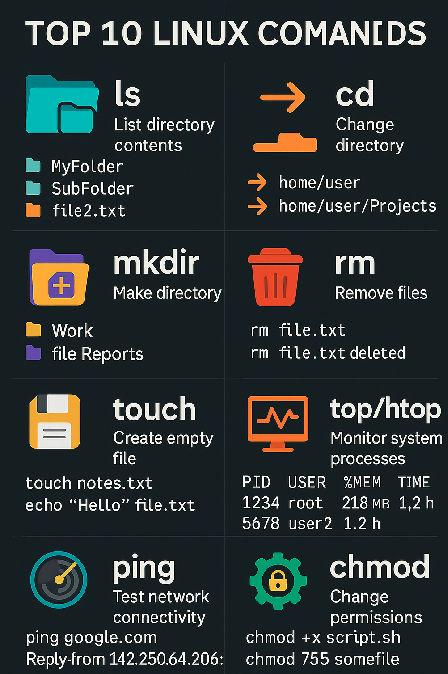 TOP 10 LINUX COMANDS
ls
List directory
contents
MyFolder
SubFolder
file2.txt
cd
Change
directory
home/user
home/user/Projects
mkdir
Make directory
Work
file Reports
rm
Remove files
rm file.txt
rm file.txt deleted
touch
Create empty
file
touch notes.txt
echo “Hello” file.txt
top/htop
Monitor system
processes
PID USER %MEM TIME
1234 root 218 MB 1,2 h
5678 user2 1.2 h
ping
Test network
connectivity
ping google.com
Reply-from 142.250.64.206:
chmod
Change
permissions
chmod +x script.sh
chmod 755 somefile